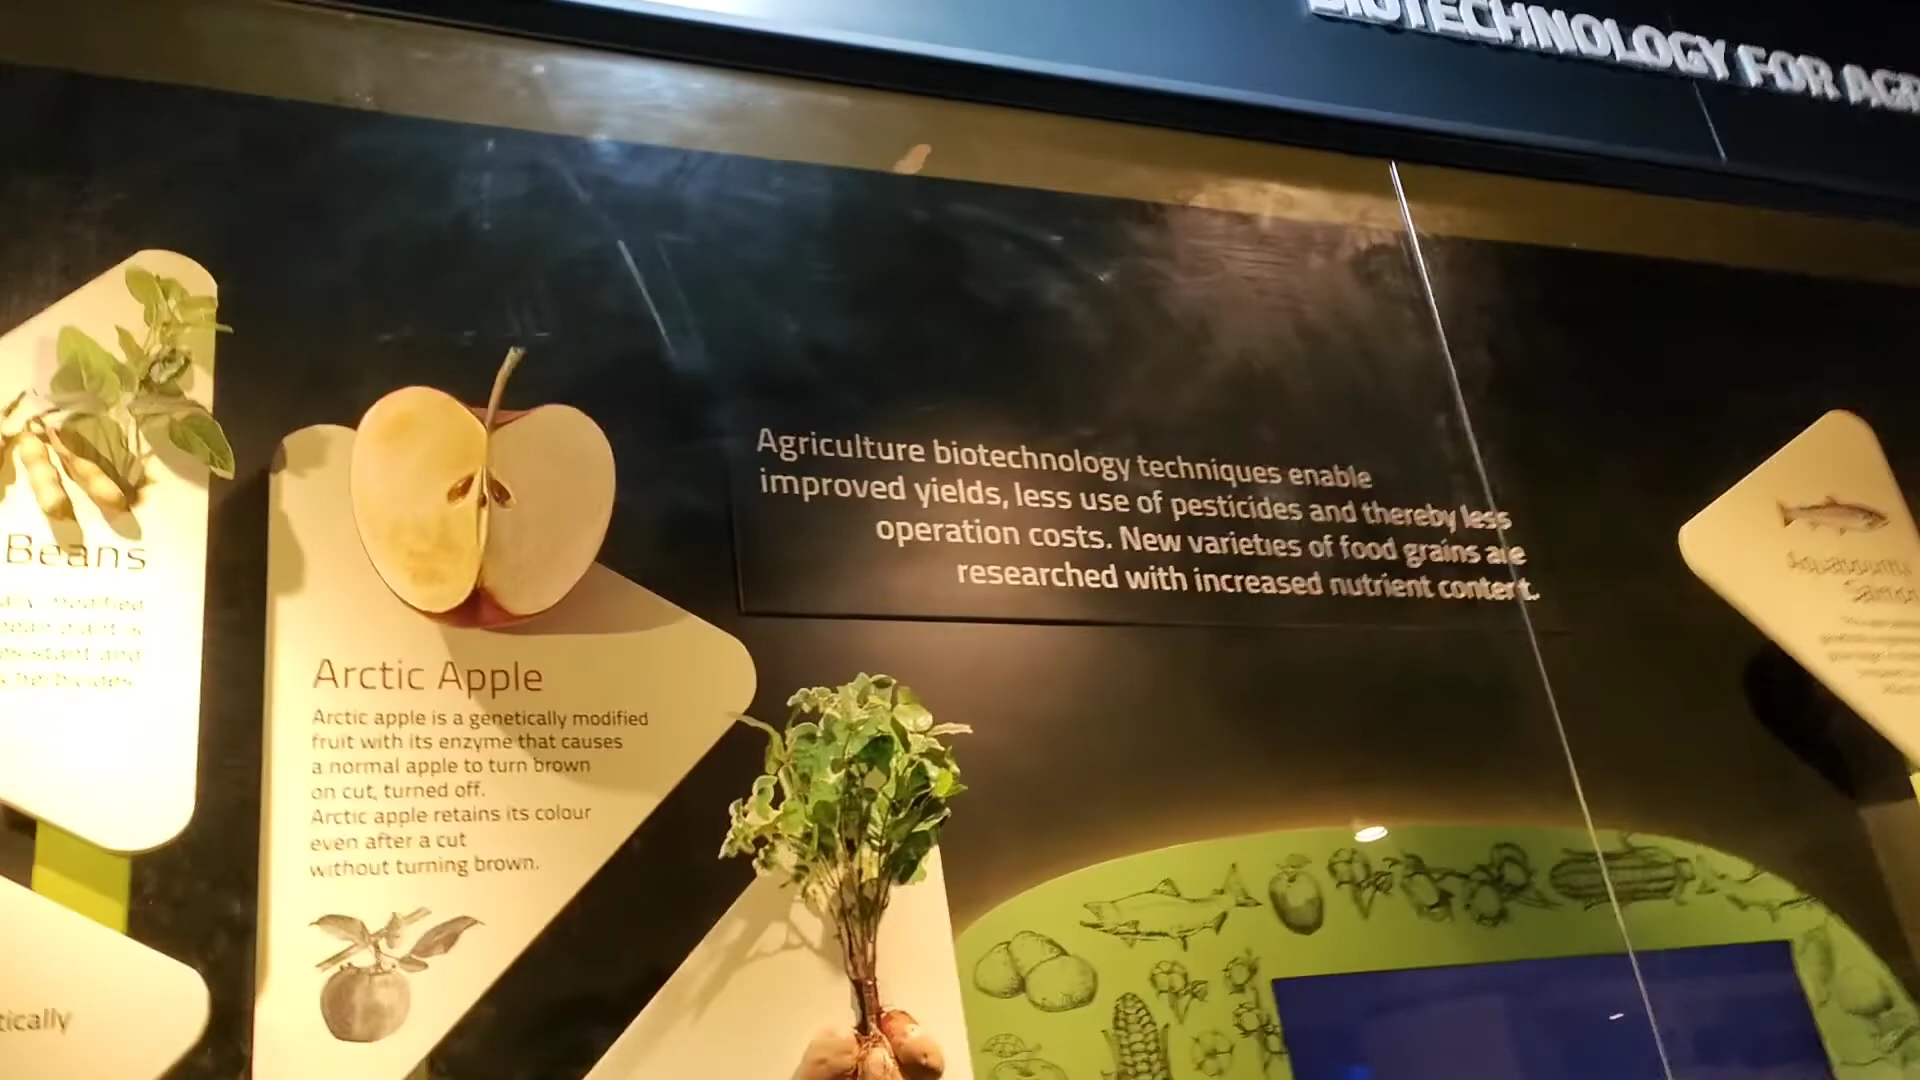 BIOTECHNOLOGY FOR AGR
Beans
modified
Arctic Apple
Arctic apple is a genetically modified
fruit with its enzyme that causes
a normal apple to turn brown
on cut, turned off.
Arctic apple retains its colour
even after a cut
without turning brown.
Agriculture biotechnology techniques enable
improved yields, less use of pesticides and thereby less
operation costs. New varieties of food grains are
researched with increased nutrient content.
tically